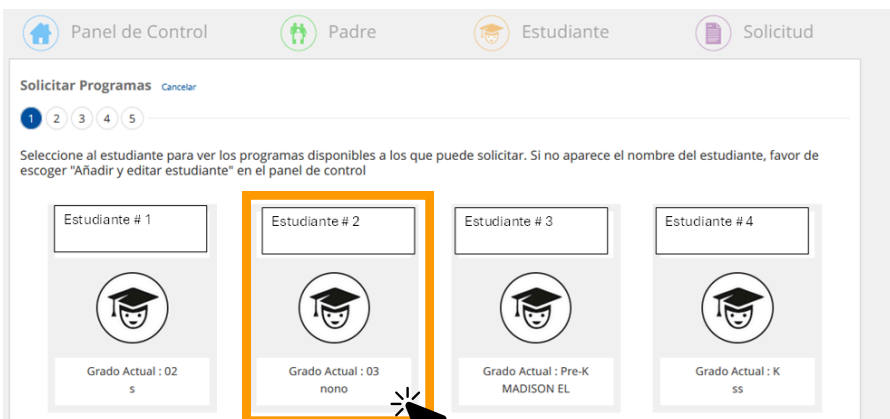 Panel de Control
Padre
Estudiante
Solicitud
Solicitar Programas Cancelar
1 2 3 4 5
Seleccione al estudiante para ver los programas disponibles a los que puede solicitar. Si no aparece el nombre del estudiante, favor de
escoger "Añadir y editar estudiante" en el panel de control
Estudiante # 1
Grado Actual : 02
s
Estudiante # 2
Grado Actual : 03
nono
Estudiante # 3
Grado Actual : Pre-K
MADISON EL
Estudiante # 4
Grado Actual : K
ss